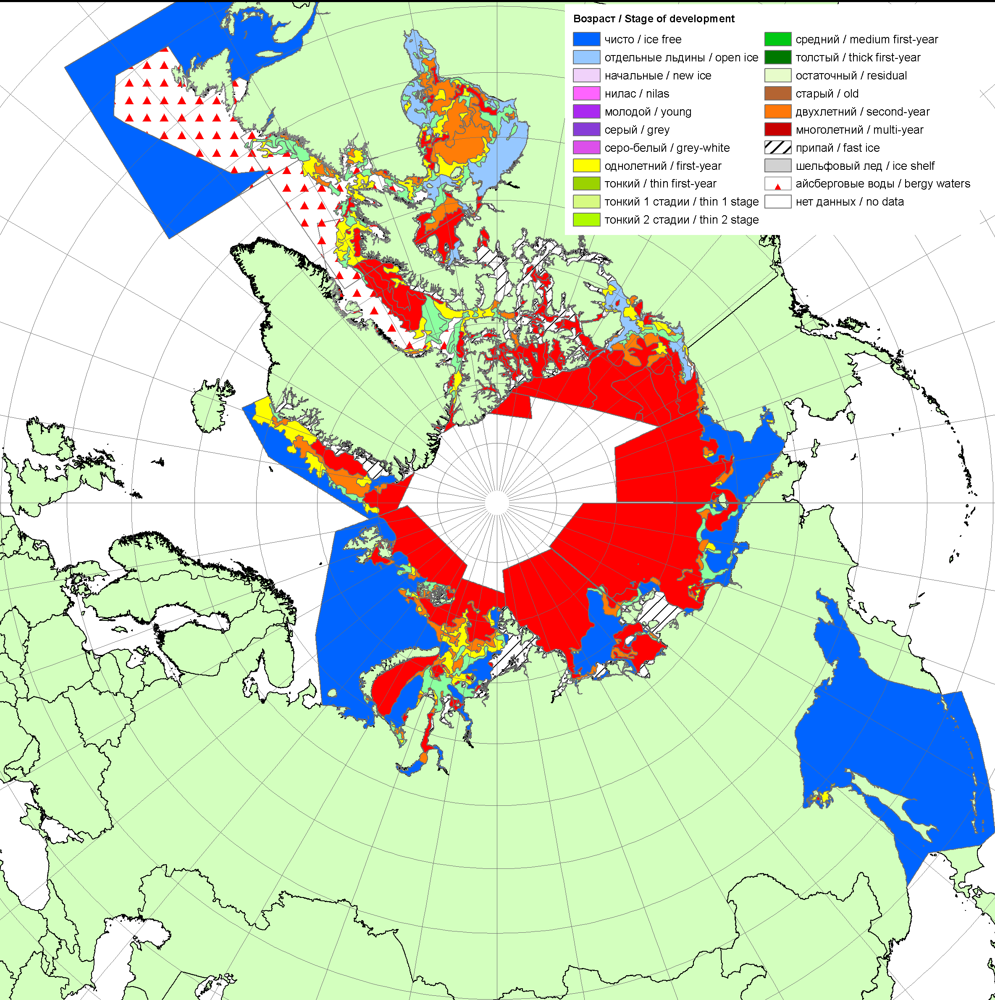 Возраст / Stage of development
чисто / ice free
отдельные льдины / open ice
начальные / new ice
нилас / nilas
молодой / young
серый / grey
серо-белый / grey-white
однолетний / first-year
тонкий / thin first-year
тонкий 1 стадии / thin 1 stage
тонкий 2 стадии / thin 2 stage
средний / medium first-year
толстый / thick first-year
остаточный / residual
старый / old
двухлетний / second-year
многолетний / multi-year
припай / fast ice
шельфовый лед / ice shelf
айсберговые воды / bergy waters
нет данных / no data